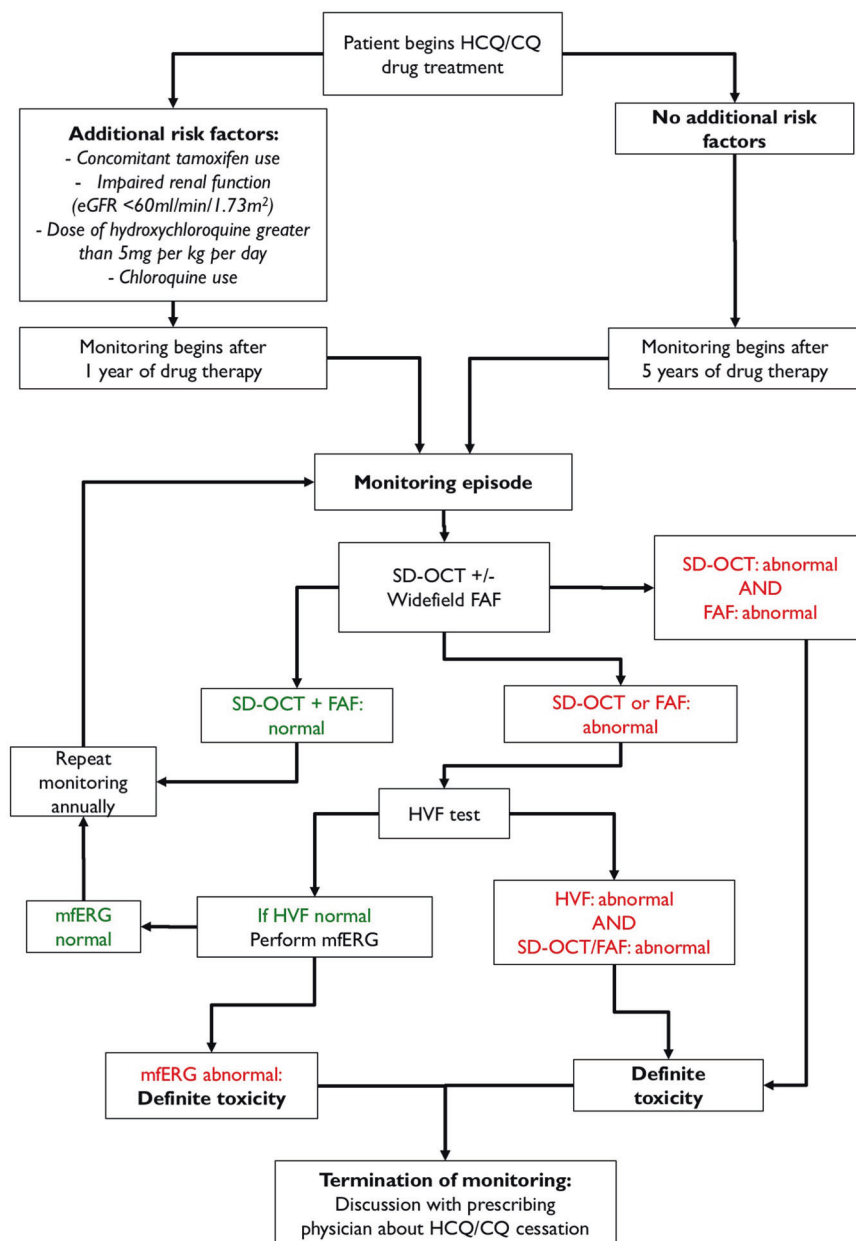 Patient begins HCQ/CQ
drug treatment
Additional risk factors:
- Concomitant tamoxifen use
- Impaired renal function
(eGFR <60ml/min/1.73m²)
- Dose of hydroxychloroquine greater
than 5mg per kg per day
- Chloroquine use
No additional risk
factors
Monitoring begins after
1 year of drug therapy
Monitoring begins after
5 years of drug therapy
Monitoring episode
SD-OCT +/-
Widefield FAF
SD-OCT: abnormal
AND
FAF: abnormal
SD-OCT + FAF:
normal
SD-OCT or FAF:
abnormal
Repeat
monitoring
annually
HVF test
mfERG
normal
If HVF normal
Perform mfERG
HVF: abnormal
AND
SD-OCT/FAF: abnormal
mfERG abnormal:
Definite toxicity
Definite
toxicity
Termination of monitoring:
Discussion with prescribing
physician about HCQ/CQ cessation